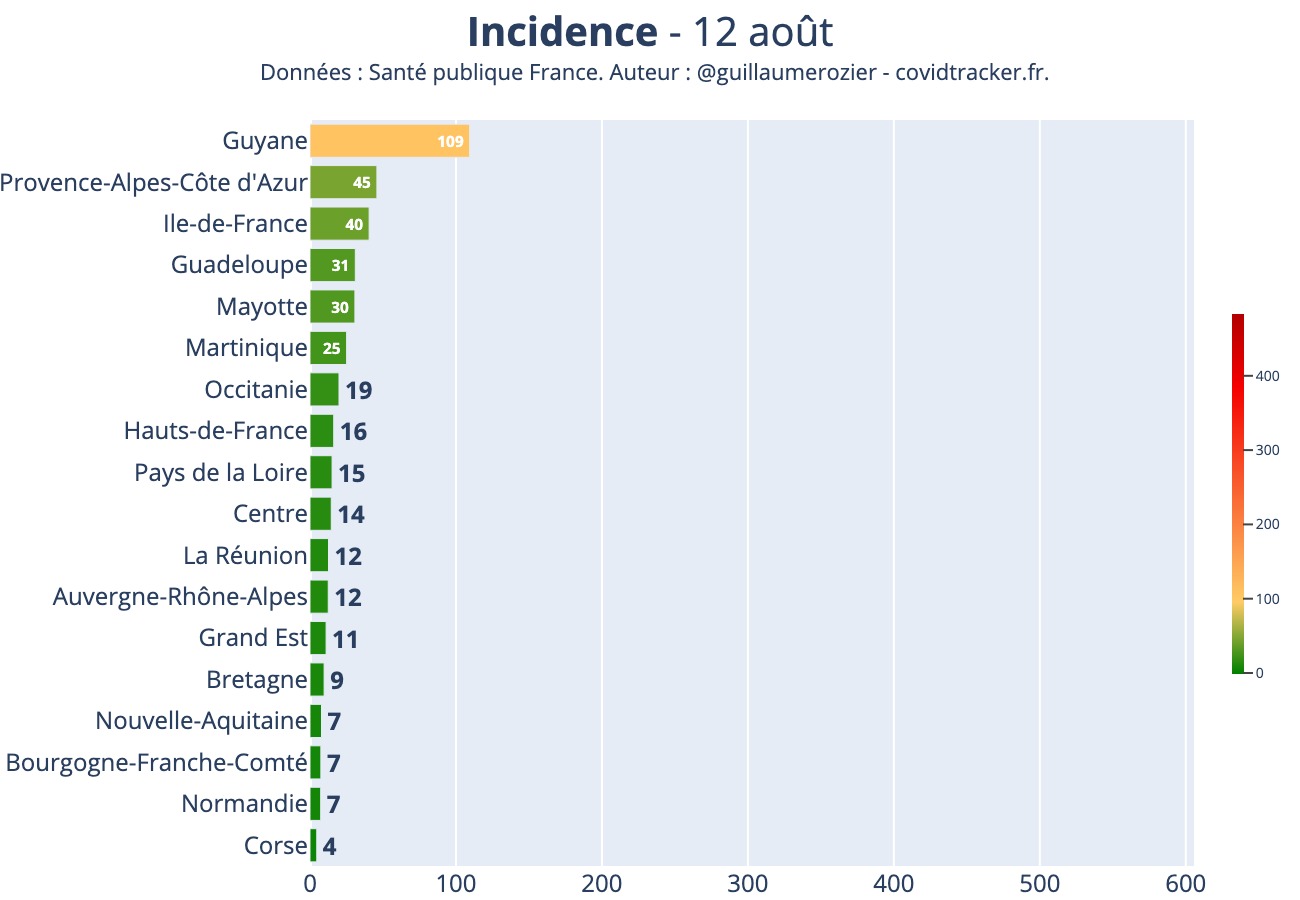 Incidence - 12 août
Données : Santé publique France. Auteur : @guillaumerozier - covidtracker.fr.
Guyane 109
Provence-Alpes-Côte d'Azur 45
Ile-de-France 40
Guadeloupe 31
Mayotte 30
Martinique 25
Occitanie 19
Hauts-de-France 16
Pays de la Loire 15
Centre 14
La Réunion 12
Auvergne-Rhône-Alpes 12
Grand Est 11
Bretagne 9
Nouvelle-Aquitaine 7
Bourgogne-Franche-Comté 7
Normandie 7
Corse 4
0 100 200 300 400 500 600
400
300
200
100
0